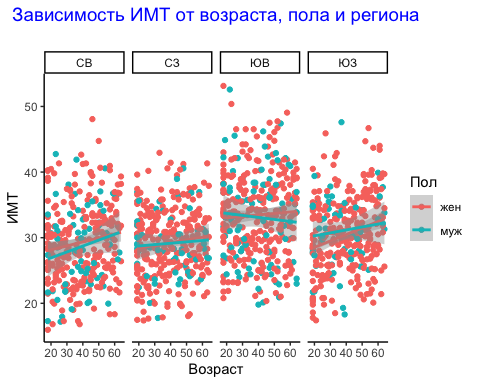 Зависимость ИМТ от возраста, пола и региона
СВ СЗ ЮВ ЮЗ
50
40
30
20
ИМТ
20 30 40 50 60 20 30 40 50 60 20 30 40 50 60 20 30 40 50 60
Возраст
Пол
жен
муж